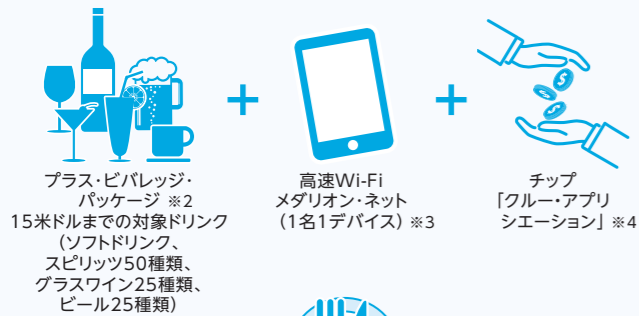 プラス・ビバレッジ・
パッケージ ※2
15米ドルまでの対象ドリンク
(ソフトドリンク、
スピリッツ50種類、
グラスワイン25種類、
ビール25種類)
+
高速Wi-Fi
メダリオン・ネット
(1名1デバイス) ※3
+
$
$
チップ
「クルー・アプリ
シエーション」 ※4